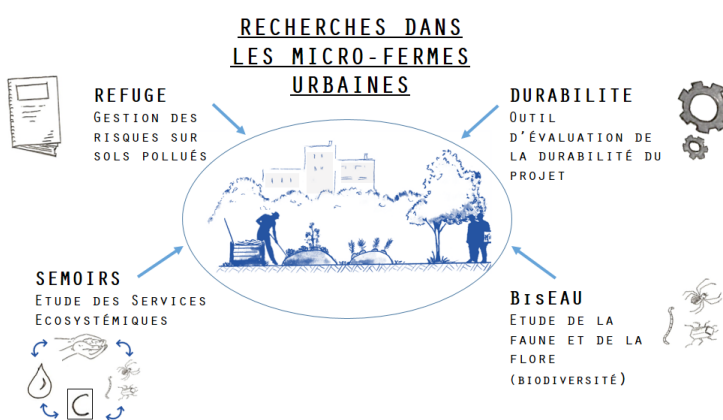 RECHERCHES DANS
LES MICRO-FERMES
URBAINES
REFUGE
GESTION DES
RISQUES SUR
SOLS POLLUÉS
DURABILITE
OUTIL
D'ÉVALUATION DE
LA DURABILITÉ DU
PROJET
SEMOIRS
ETUDE DES SERVICES
ECOSYSTÉMIQUES
C
BISEAU
ETUDE DE LA
FAUNE ET DE LA
FLORE
(BIODIVERSITÉ)